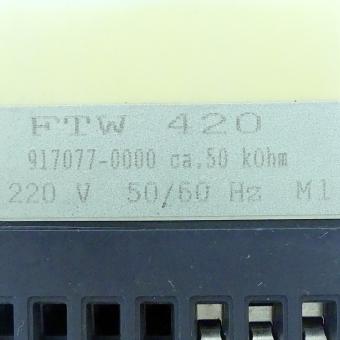 FTW 420
917077-0000 ca.50 kOhm
220 V 50/60 Hz M1